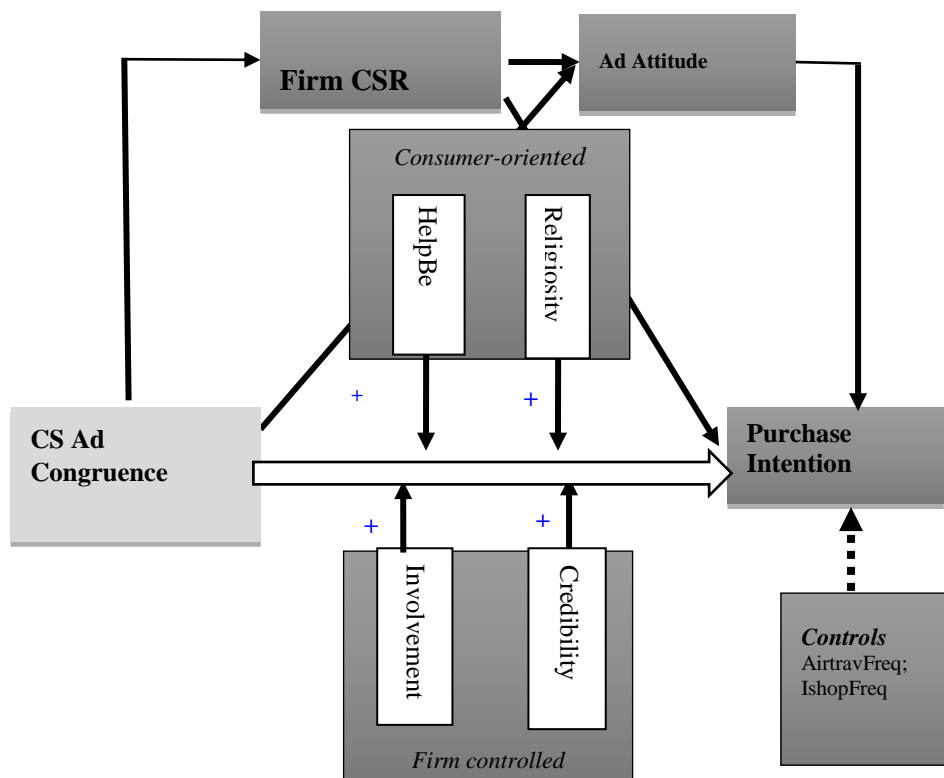 Firm CSR
Ad Attitude
Consumer-oriented
HelpBe
Religiosity
+
+
CS Ad
Congruence
Purchase
Intention
+
+
Involvement
Credibility
Firm controlled
Controls
AirtravFreq;
IshopFreq